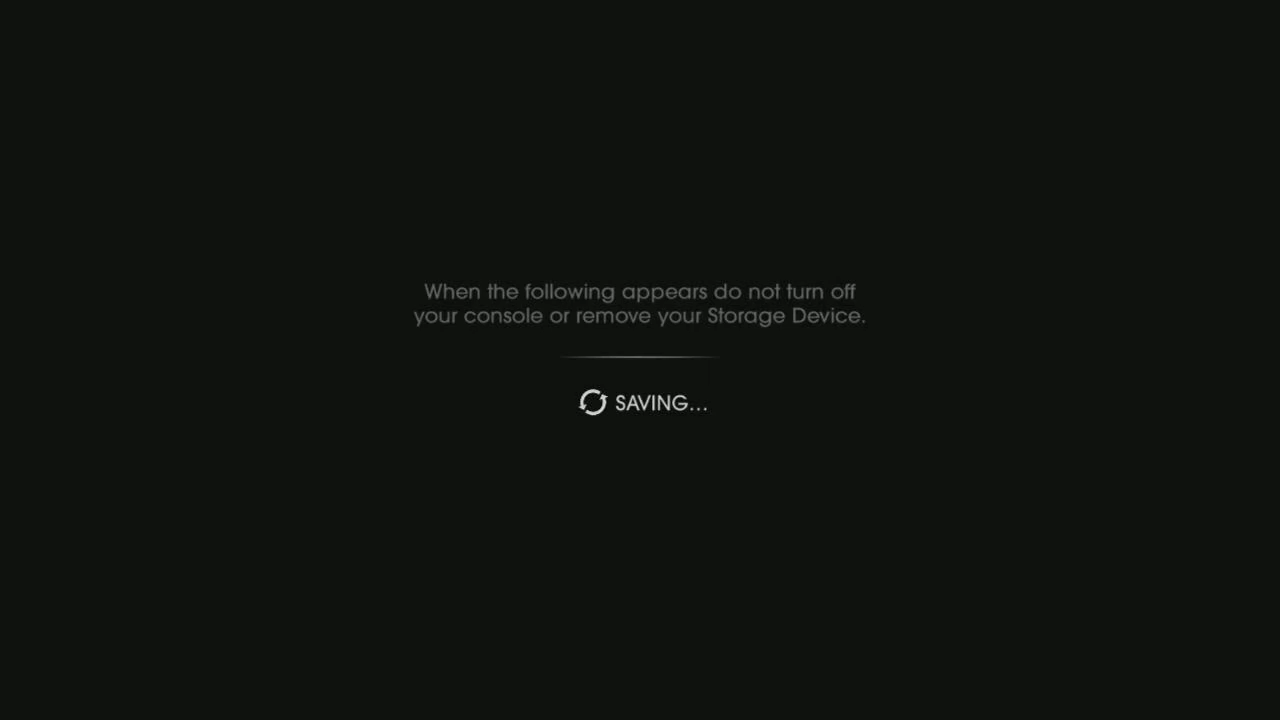 When the following appears do not turn off
your console or remove your Storage Device.
SAVING...